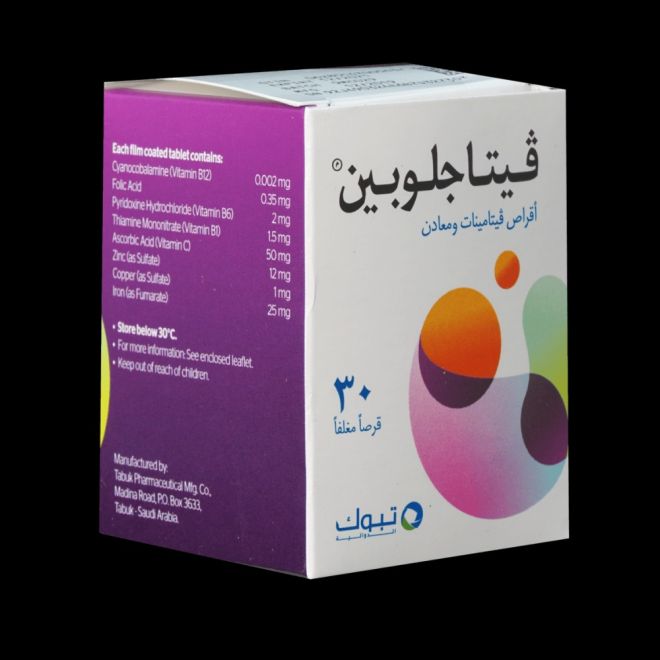 Each film coated tablet contains:
Cyanocobalamine (Vitamin B12) 0.002 mg
Folic Acid 0.35 mg
Pyridoxine Hydrochloride (Vitamin B6) 2 mg
Thiamine Mononitrate (Vitamin B1) 1.5 mg
Ascorbic Acid (Vitamin C) 50 mg
Zinc (as Sulfate) 12 mg
Copper (as Sulfate) 1 mg
Iron (as Fumarate) 25 mg
• Store below 30°C.
• For more information: See enclosed leaflet.
• Keep out of reach of children.
Manufactured by:
Tabuk Pharmaceutical Mfg. Co.,
Madina Road, P.O. Box 3633,
Tabuk - Saudi Arabia.
ڤيتاجلوبين
أقراص ڤيتامينات ومعادن
٣٠
قرصاً مغلفاً
تبوك
الدوائية